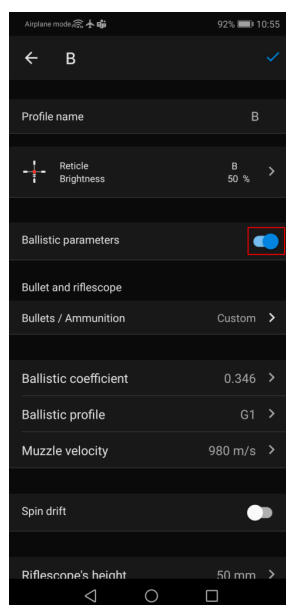 Airplane mode 92% 10:55
B
Profile name B
Reticle B
Brightness 50 %
Ballistic parameters
Bullet and riflescope
Bullets / Ammunition Custom
Ballistic coefficient 0.346
Ballistic profile G1
Muzzle velocity 980 m/s
Spin drift
Riflescope's height 50 mm